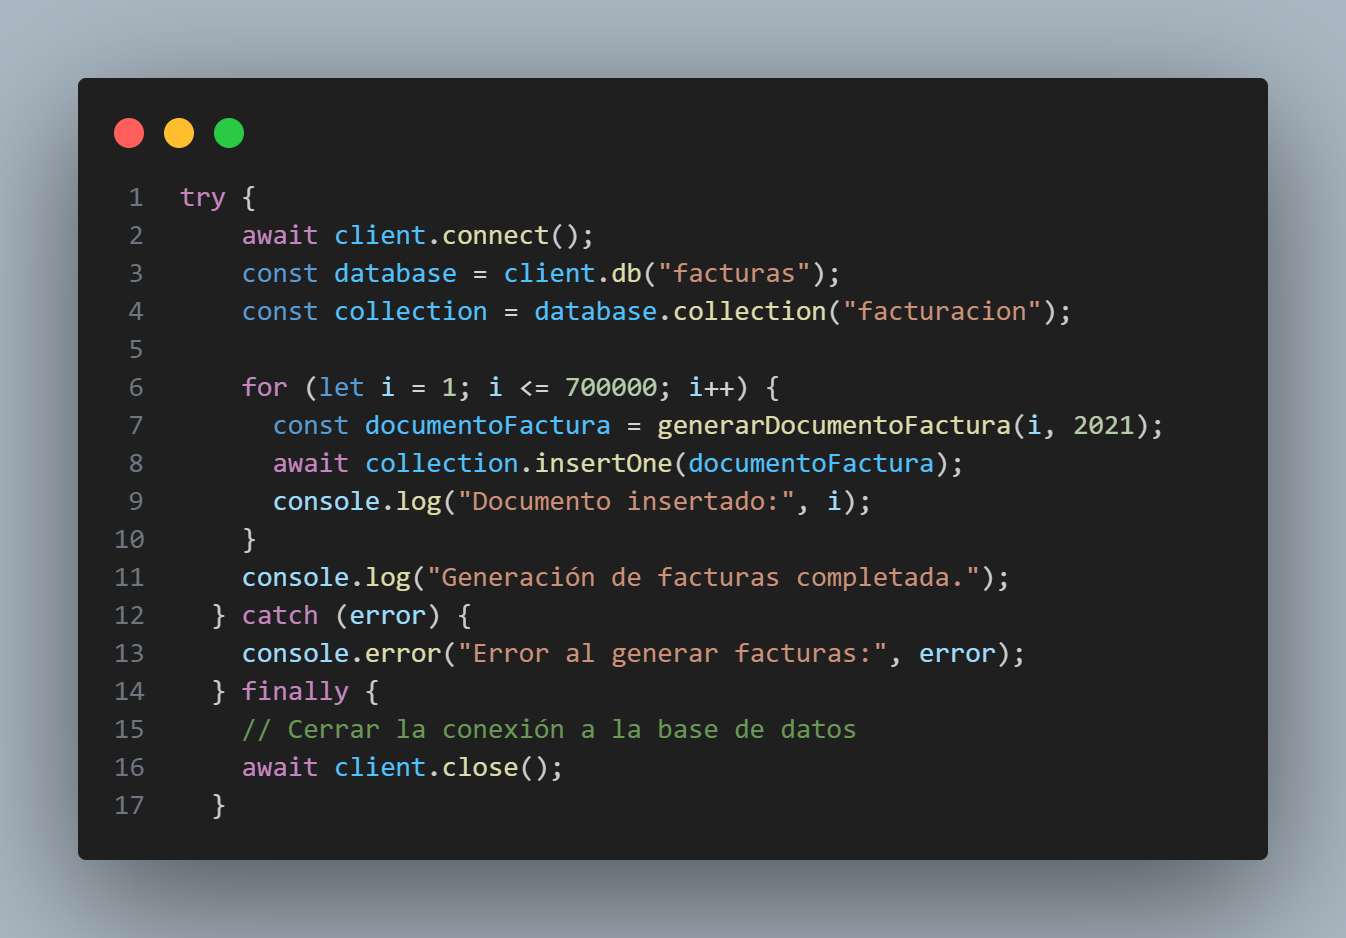 1 try {
2 await client.connect();
3 const database = client.db("facturas");
4 const collection = database.collection("facturacion");
5
6 for (let i = 1; i <= 700000; i++) {
7 const documentoFactura = generarDocumentoFactura(i, 2021);
8 await collection.insertOne(documentoFactura);
9 console.log("Documento insertado:", i);
10 }
11 console.log("Generación de facturas completada.");
12 } catch (error) {
13 console.error("Error al generar facturas:", error);
14 } finally {
15 // Cerrar la conexión a la base de datos
16 await client.close();
17 }